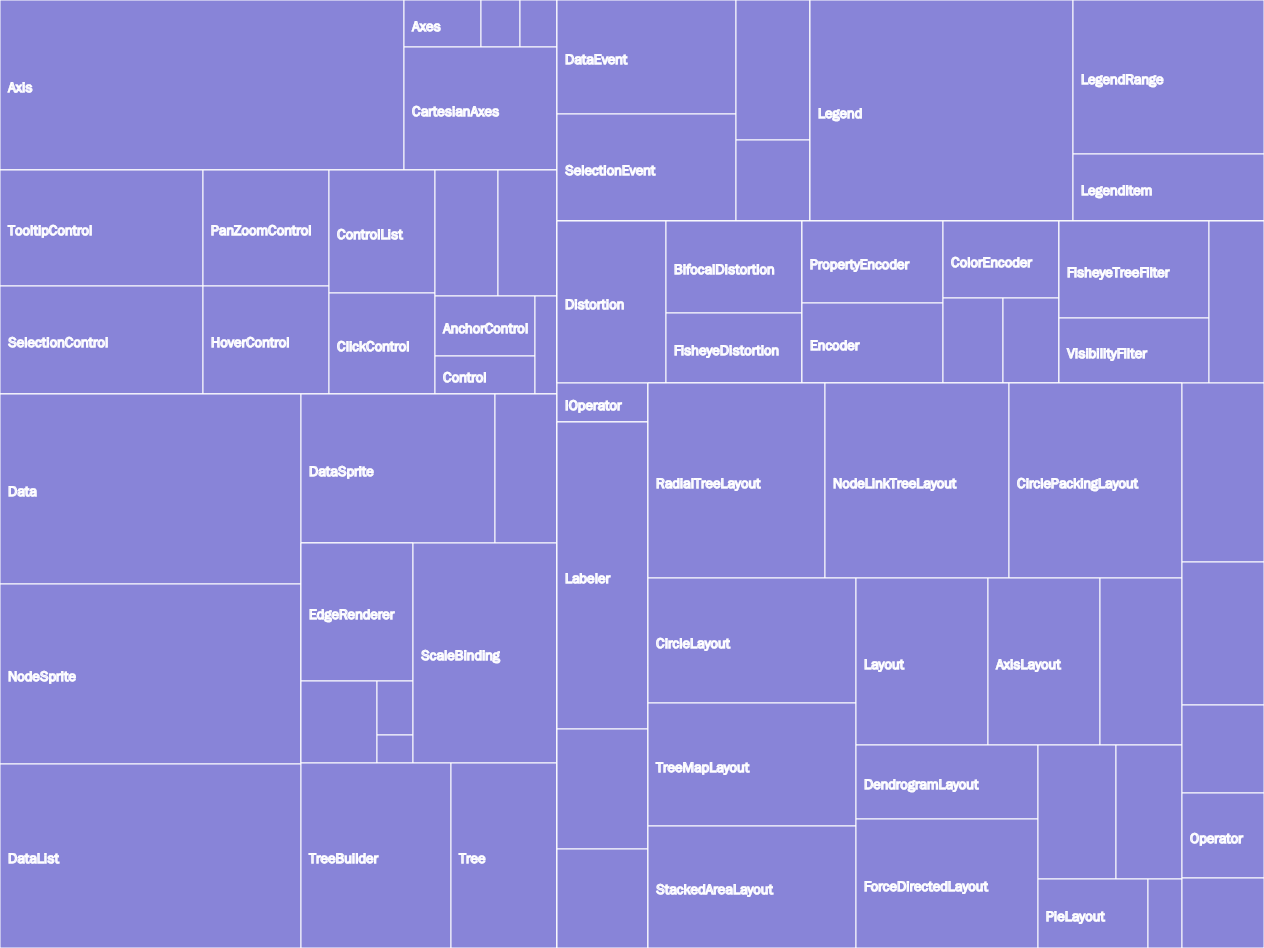 Axis
Axes
CartesianAxes
TooltipControl
PanZoomControl
ControlList
SelectionControl
HoverControl
ClickControl
AnchorControl
Control
Data
DataSprite
NodeSprite
EdgeRenderer
ScaleBinding
DataList
TreeBuilder
Tree
DataEvent
SelectionEvent
Legend
LegendRange
LegendItem
Distortion
BifocalDistortion
FisheyeDistortion
PropertyEncoder
Encoder
ColorEncoder
FisheyeTreeFilter
VisibilityFilter
IOperator
Labeler
RadialTreeLayout
NodeLinkTreeLayout
CirclePackingLayout
CircleLayout
Layout
AxisLayout
TreeMapLayout
DendrogramLayout
StackedAreaLayout
ForceDirectedLayout
PieLayout
Operator